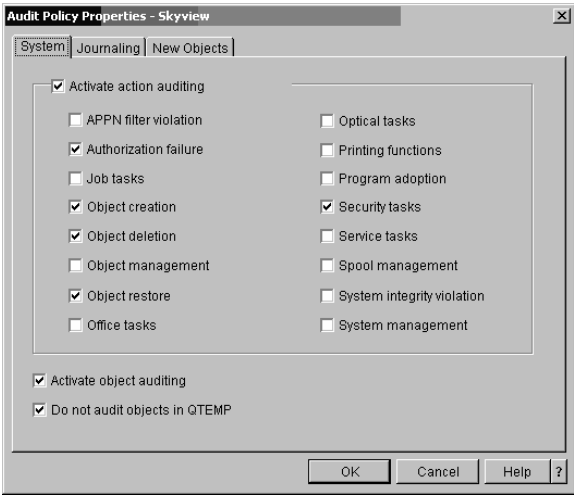 Audit Policy Properties - Skyview
System Journaling New Objects
Activate action auditing
APPN filter violation
Authorization failure
Job tasks
Object creation
Object deletion
Object management
Object restore
Office tasks
Optical tasks
Printing functions
Program adoption
Security tasks
Service tasks
Spool management
System integrity violation
System management
Activate object auditing
Do not audit objects in QTEMP
OK Cancel Help ?